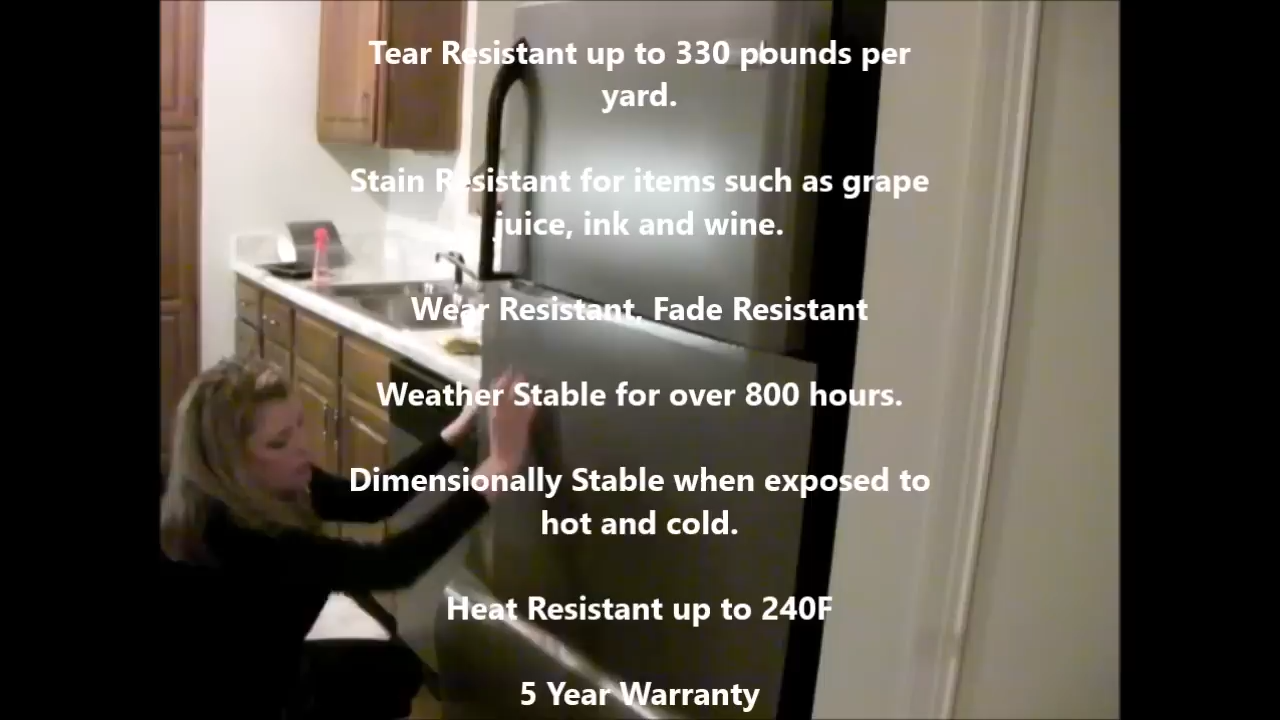 Tear Resistant up to 330 pounds per
yard.
Stain Resistant for items such as grape
juice, ink and wine.
Wear Resistant, Fade Resistant
Weather Stable for over 800 hours.
Dimensionally Stable when exposed to
hot and cold.
Heat Resistant up to 240F
5 Year Warranty